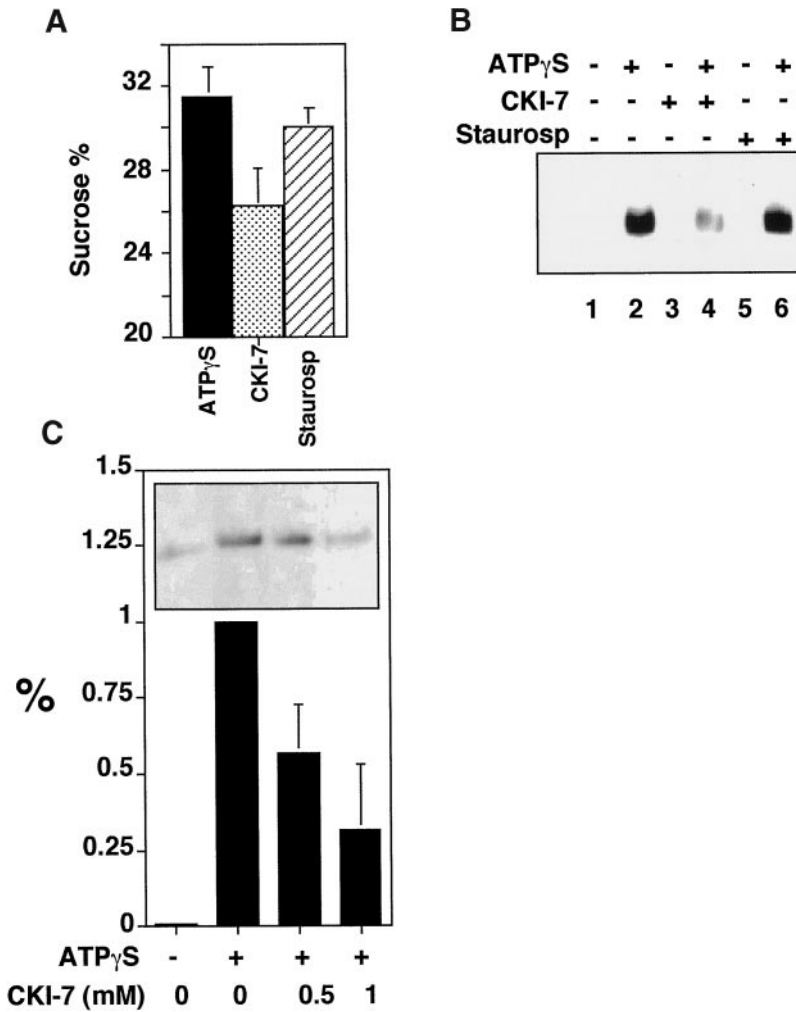 A
Sucrose %
32
28
24
20
ATPγS
CKI-7
Staurosp
B
ATPγS - + - + - +
CKI-7 - - + + - -
Staurosp - - - - + +
1 2 3 4 5 6
C
%
1.5
1.25
1
0.75
0.5
0.25
0
ATPγS - + + +
CKI-7 (mM) 0 0 0.5 1